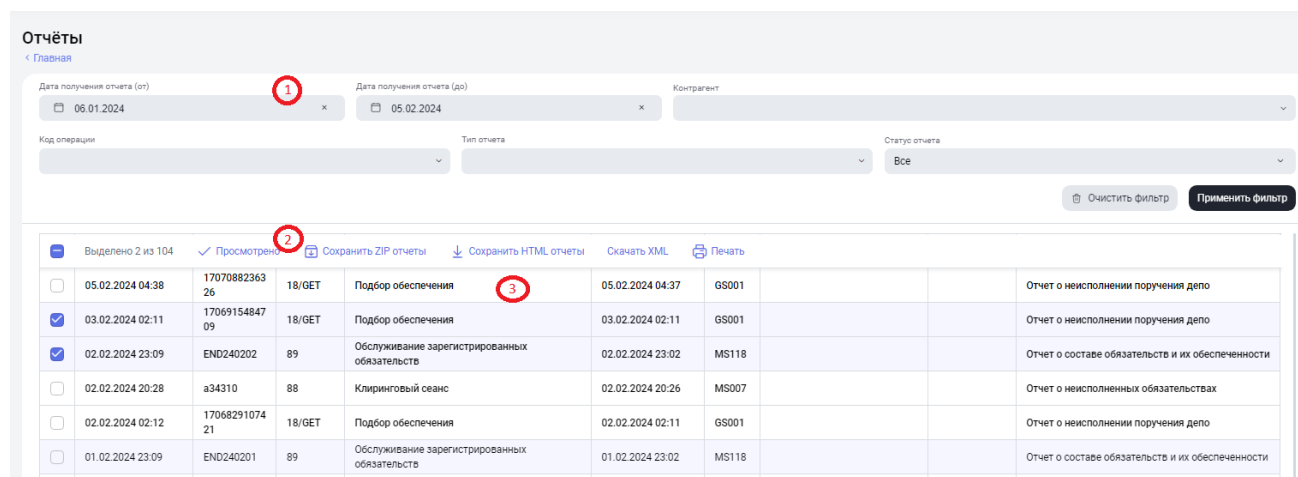 Отчёты
< Главная
Дата получения отчета (от)
1
Дата получения отчета (до)
Контрагент
06.01.2024 ×
05.02.2024 ×
Код операции
Тип отчета
Статус отчета
Все
Очистить фильтр
Применить фильтр
Выделено 2 из 104 Просмотрено 2 Сохранить ZIP отчеты Сохранить HTML отчеты Скачать XML Печать
05.02.2024 04:38 17070882363 18/GET Подбор обеспечения 3 05.02.2024 04:37 GS001 Отчет о неисполнении поручения депо
26
03.02.2024 02:11 17069154847 18/GET Подбор обеспечения 03.02.2024 02:11 GS001 Отчет о неисполнении поручения депо
09
02.02.2024 23:09 END240202 89 Обслуживание зарегистрированных 02.02.2024 23:02 MS118 Отчет о составе обязательств и их обеспеченности
обязательств
02.02.2024 20:28 a34310 88 Клиринговый сеанс 02.02.2024 20:26 MS007 Отчет о неисполненных обязательствах
02.02.2024 02:12 17068291074 18/GET Подбор обеспечения 02.02.2024 02:11 GS001 Отчет о неисполнении поручения депо
21
01.02.2024 23:09 END240201 89 Обслуживание зарегистрированных 01.02.2024 23:02 MS118 Отчет о составе обязательств и их обеспеченности
обязательств